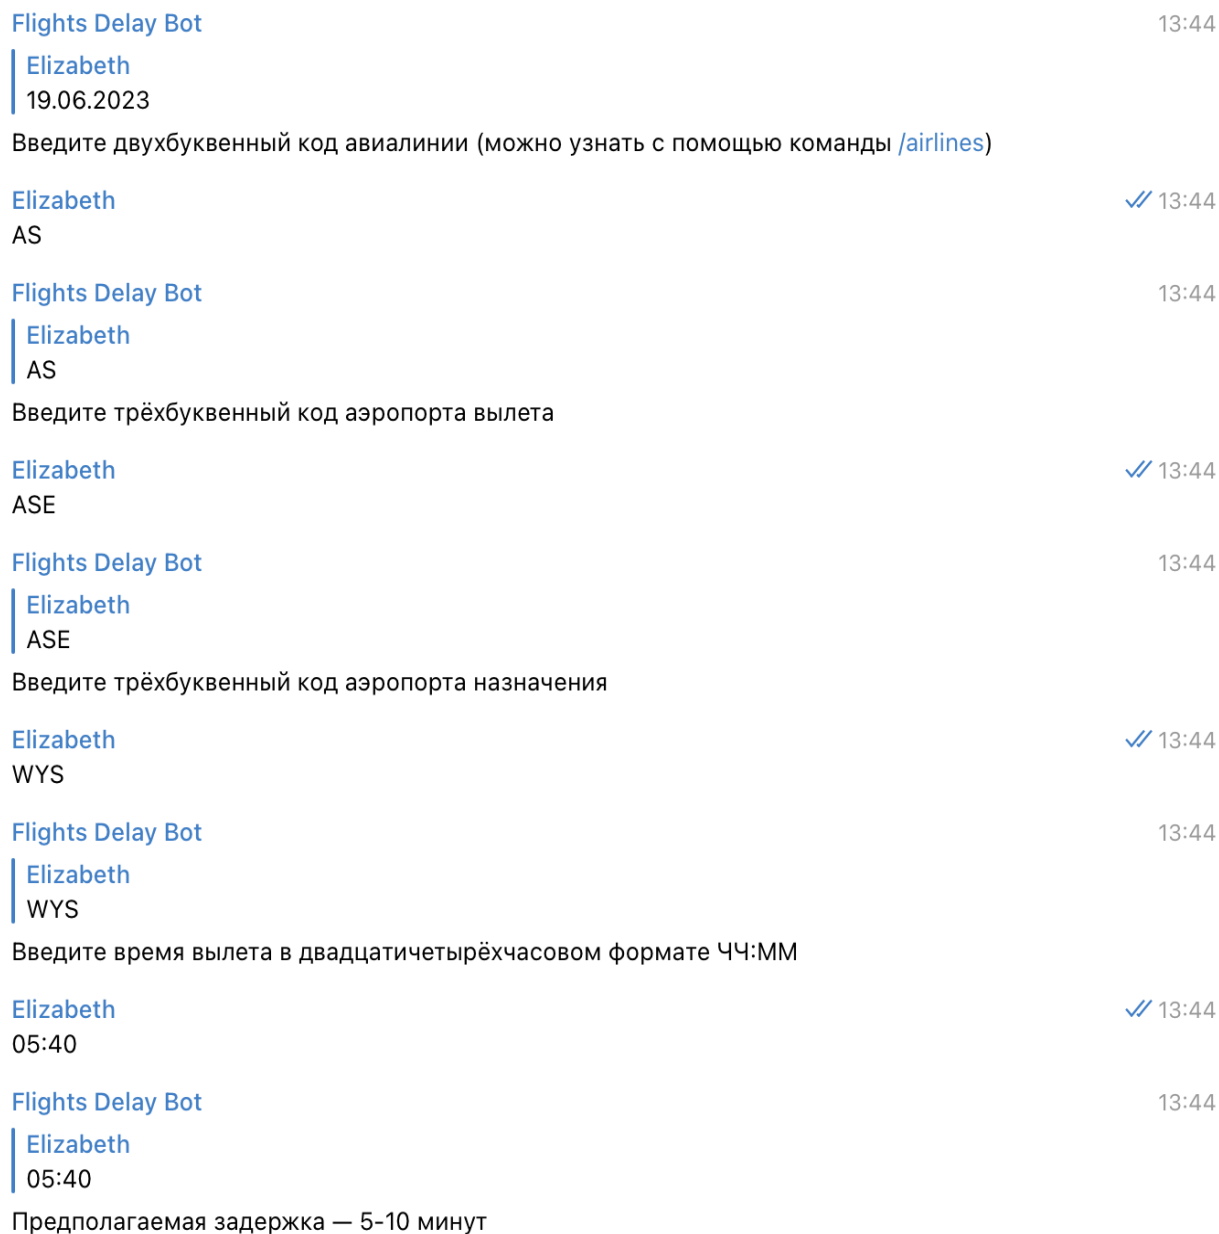 Flights Delay Bot 13:44
Elizabeth
19.06.2023
Введите двухбуквенный код авиалинии (можно узнать с помощью команды /airlines)
Elizabeth 13:44
AS
Flights Delay Bot 13:44
Elizabeth
AS
Введите трёхбуквенный код аэропорта вылета
Elizabeth 13:44
ASE
Flights Delay Bot 13:44
Elizabeth
ASE
Введите трёхбуквенный код аэропорта назначения
Elizabeth 13:44
WYS
Flights Delay Bot 13:44
Elizabeth
WYS
Введите время вылета в двадцатичетырёхчасовом формате ЧЧ:ММ
Elizabeth 13:44
05:40
Flights Delay Bot 13:44
Elizabeth
05:40
Предполагаемая задержка — 5-10 минут